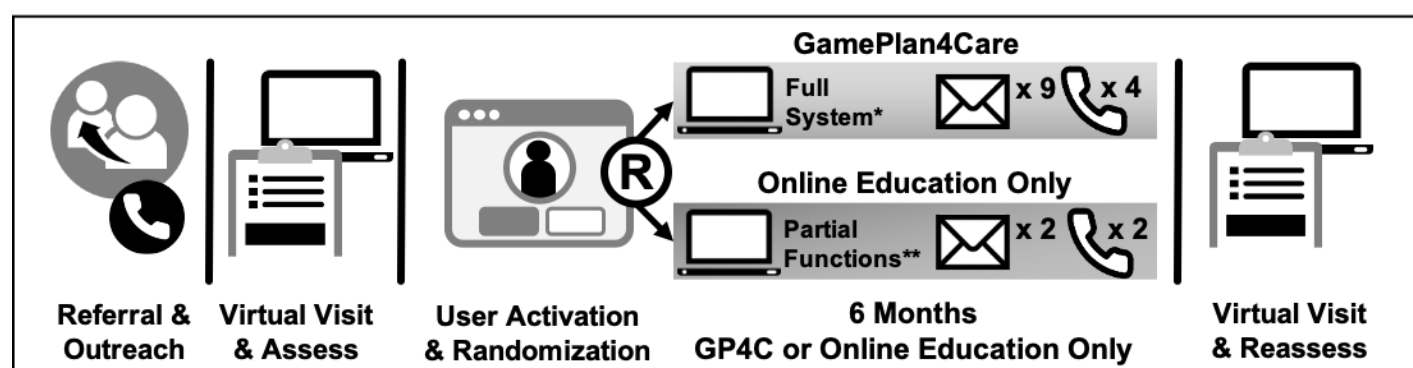 GamePlan4Care
Full
System*
x 9
x 4
R
Online Education Only
Partial
Functions**
x 2
x 2
Referral &
Outreach
Virtual Visit
& Assess
User Activation
& Randomization
6 Months
GP4C or Online Education Only
Virtual Visit
& Reassess